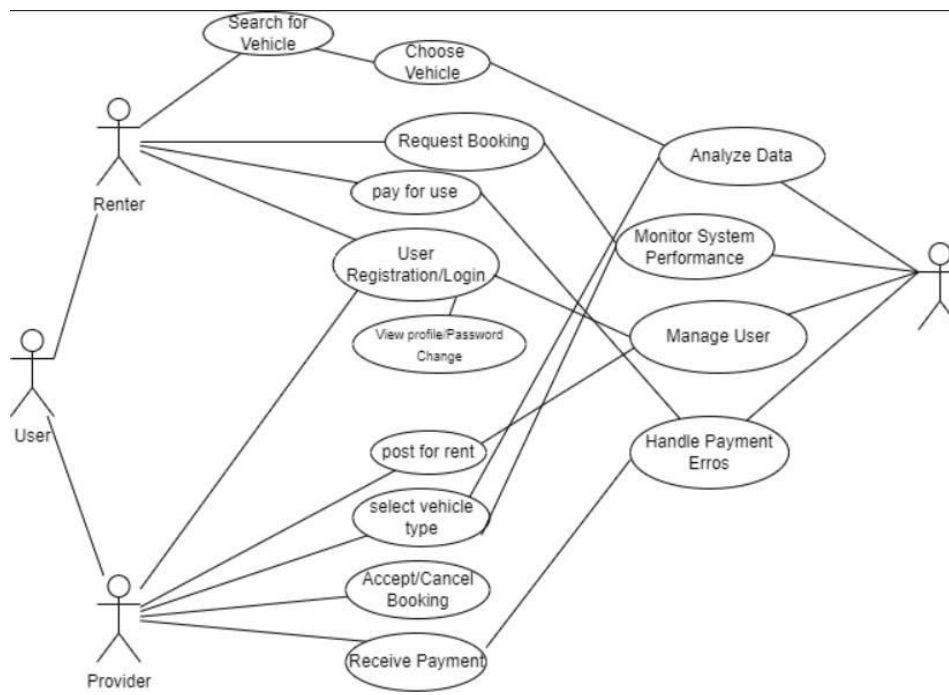 Search for
Vehicle
Choose
Vehicle
Request Booking
Analyze Data
pay for use
Renter
User
Registration/Login
Monitor System
Performance
View profile/Password
Change
Manage User
User
post for rent
Handle Payment
Erros
select vehicle
type
Accept/Cancel
Booking
Receive Payment
Provider